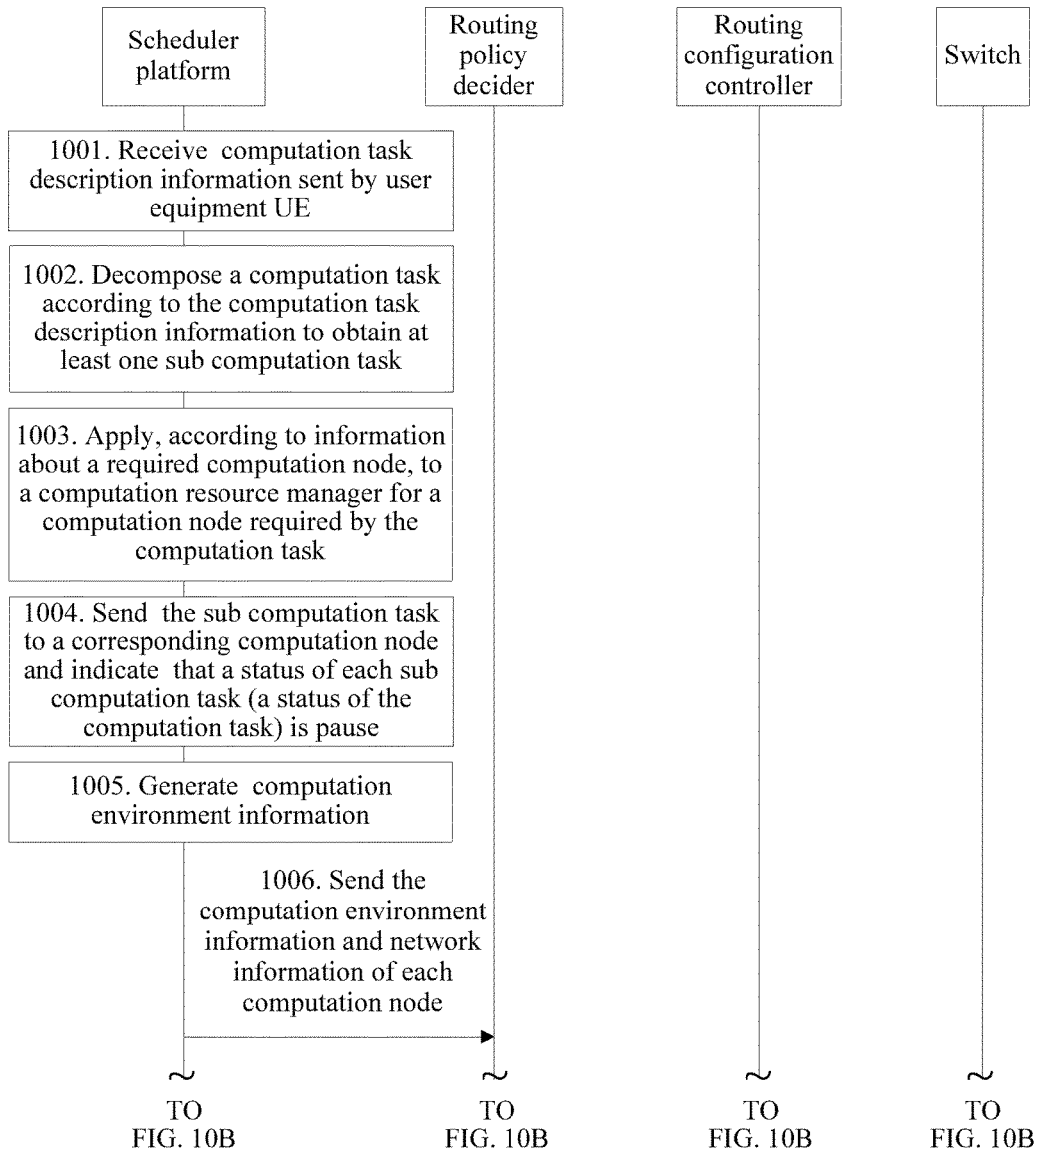 Scheduler
platform
Routing
policy
decider
Routing
configuration
controller
Switch
1001. Receive computation task
description information sent by user
equipment UE
1002. Decompose a computation task
according to the computation task
description information to obtain at
least one sub computation task
1003. Apply, according to information
about a required computation node, to
a computation resource manager for a
computation node required by the
computation task
1004. Send the sub computation task
to a corresponding computation node
and indicate that a status of each sub
computation task (a status of the
computation task) is pause
1005. Generate computation
environment information
1006. Send the
computation environment
information and network
information of each
computation node
TO
FIG. 10B
TO
FIG. 10B
TO
FIG. 10B
TO
FIG. 10B